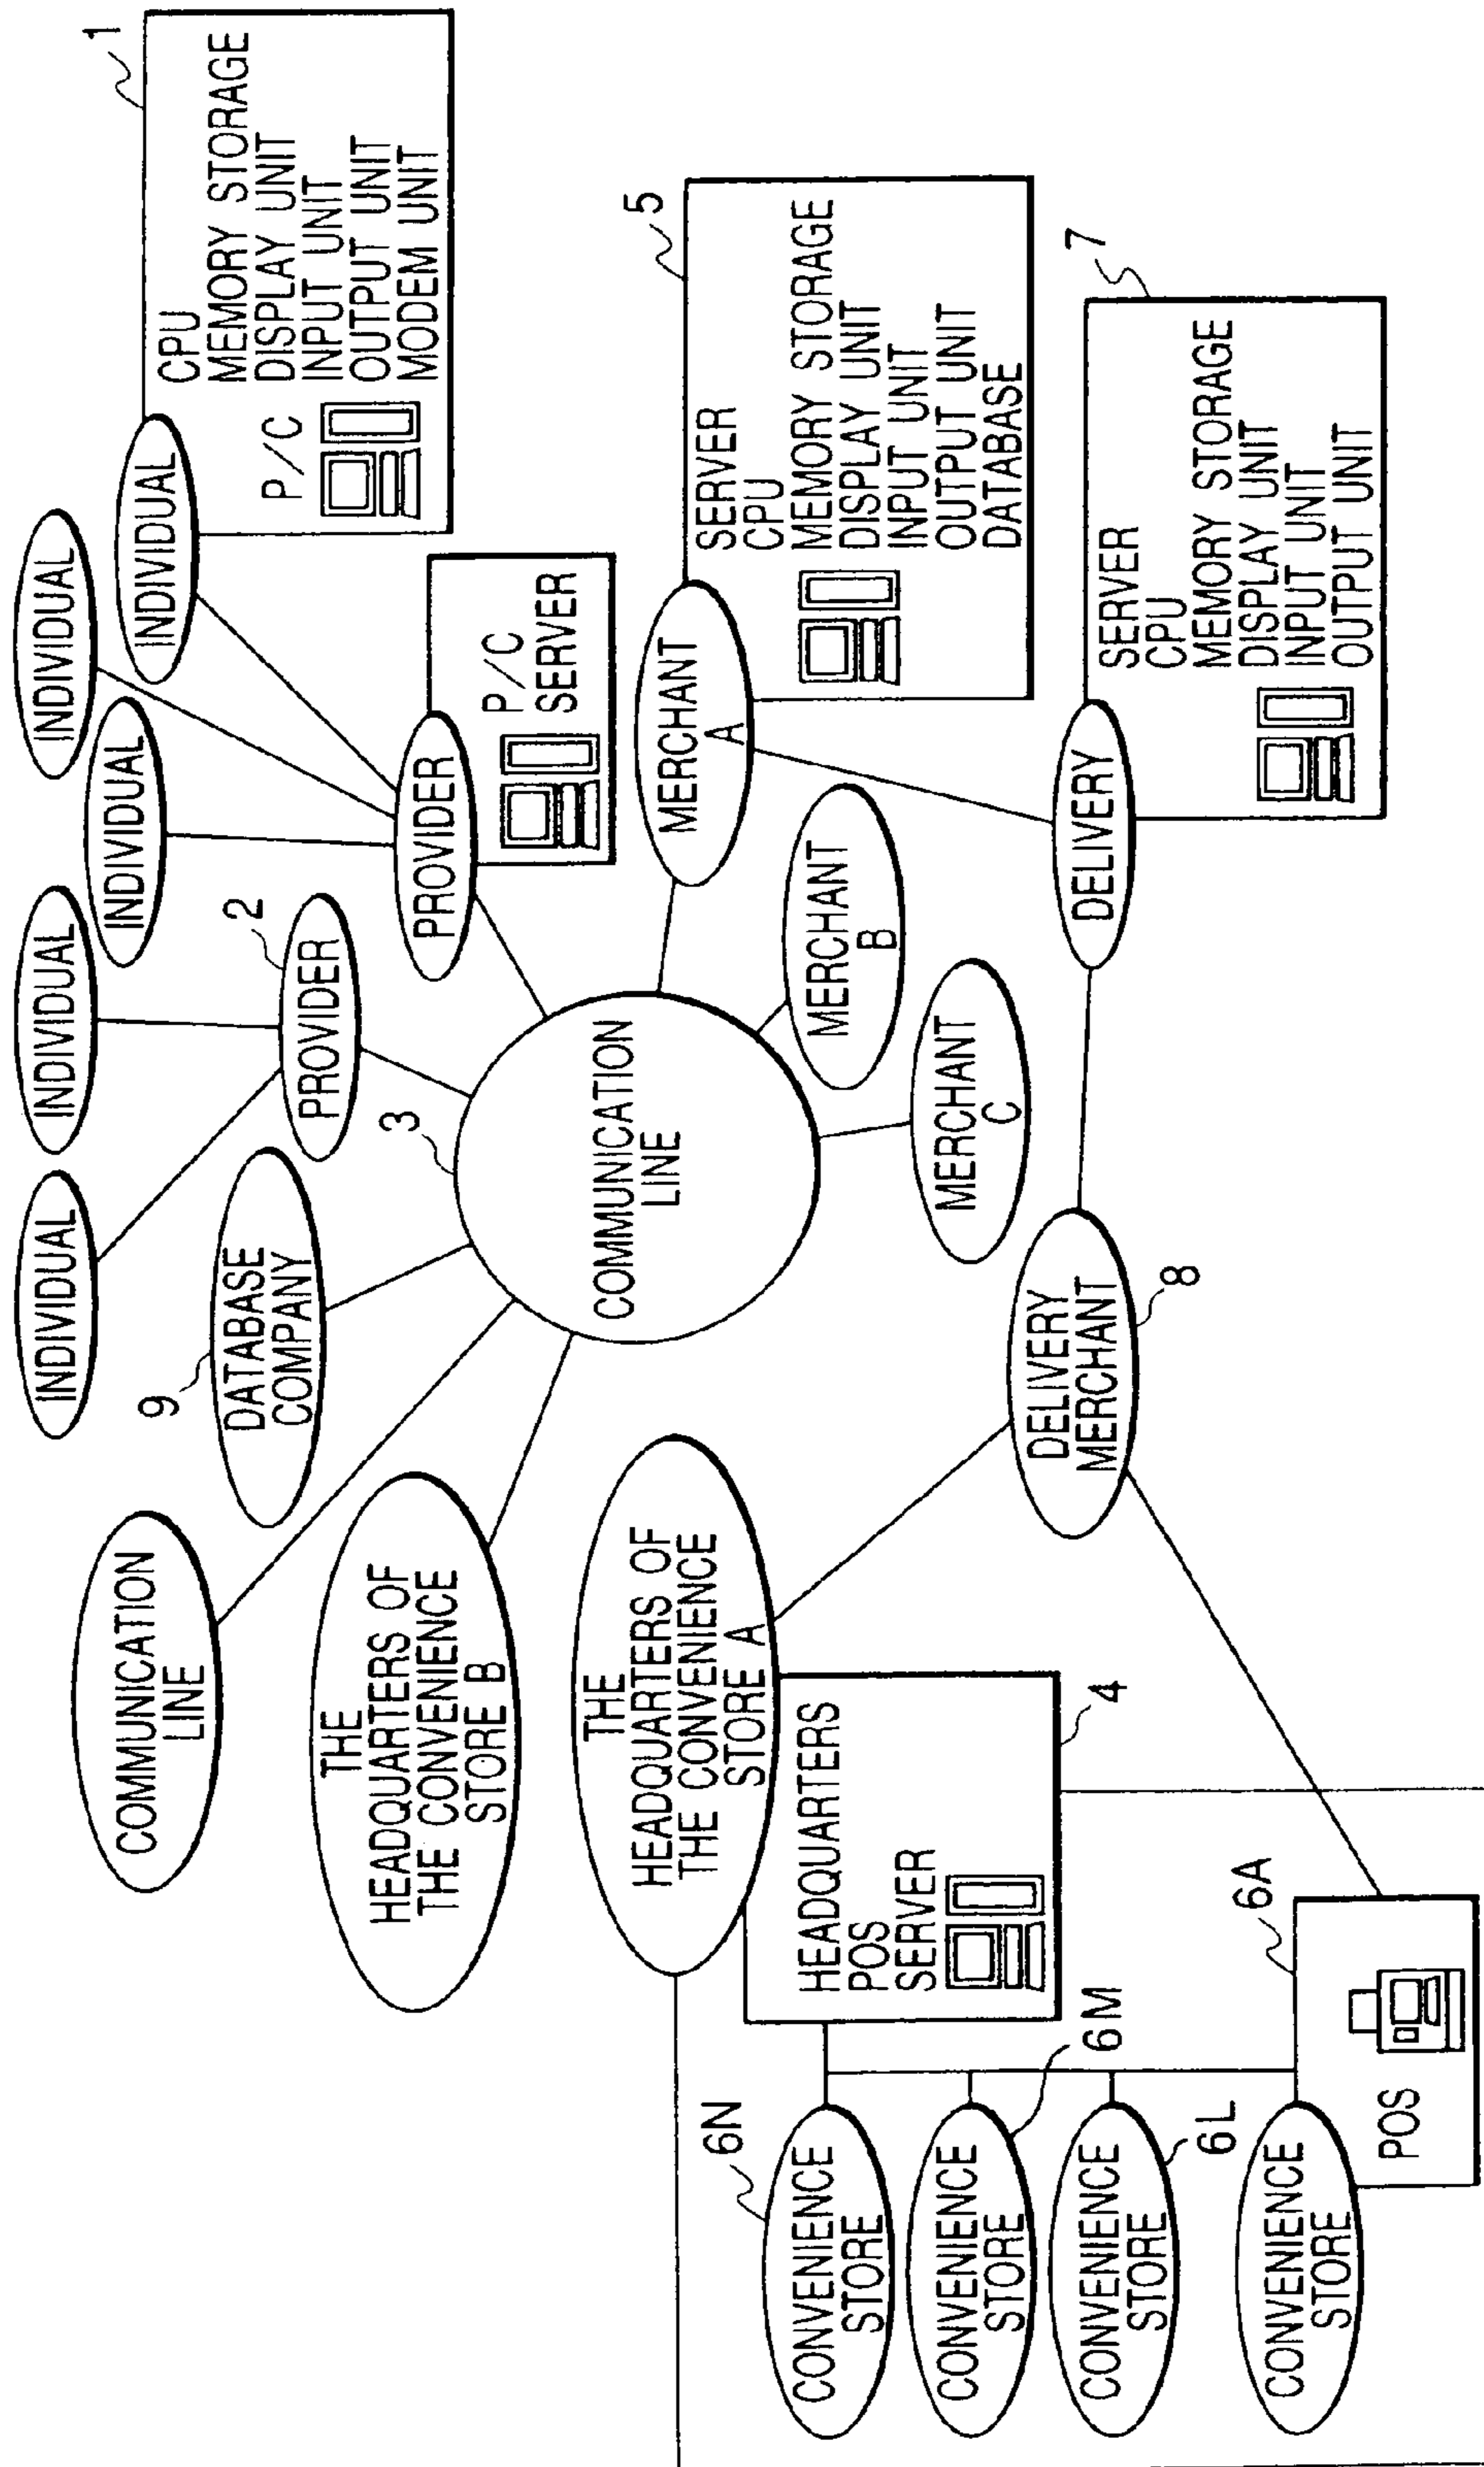 INDIVIDUAL
INDIVIDUAL
INDIVIDUAL
INDIVIDUAL
INDIVIDUAL
1
P/C
CPU
MEMORY STORAGE
DISPLAY UNIT
INPUT UNIT
OUTPUT UNIT
MODEM UNIT
9
DATABASE
COMPANY
2
PROVIDER
PROVIDER
P/C
SERVER
COMMUNICATION
LINE
3
COMMUNICATION
LINE
THE
HEADQUARTERS OF
THE CONVENIENCE
STORE B
THE
HEADQUARTERS OF
THE CONVENIENCE
STORE A
MERCHANT
A
5
SERVER
CPU
MEMORY STORAGE
DISPLAY UNIT
INPUT UNIT
OUTPUT UNIT
DATABASE
MERCHANT
B
MERCHANT
C
HEADQUARTERS
POS
SERVER
4
DELIVERY
MERCHANT
8
DELIVERY
7
SERVER
CPU
MEMORY STORAGE
DISPLAY UNIT
INPUT UNIT
OUTPUT UNIT
6N
CONVENIENCE
STORE
6M
CONVENIENCE
STORE
6L
CONVENIENCE
STORE
6A
CONVENIENCE
STORE
POS